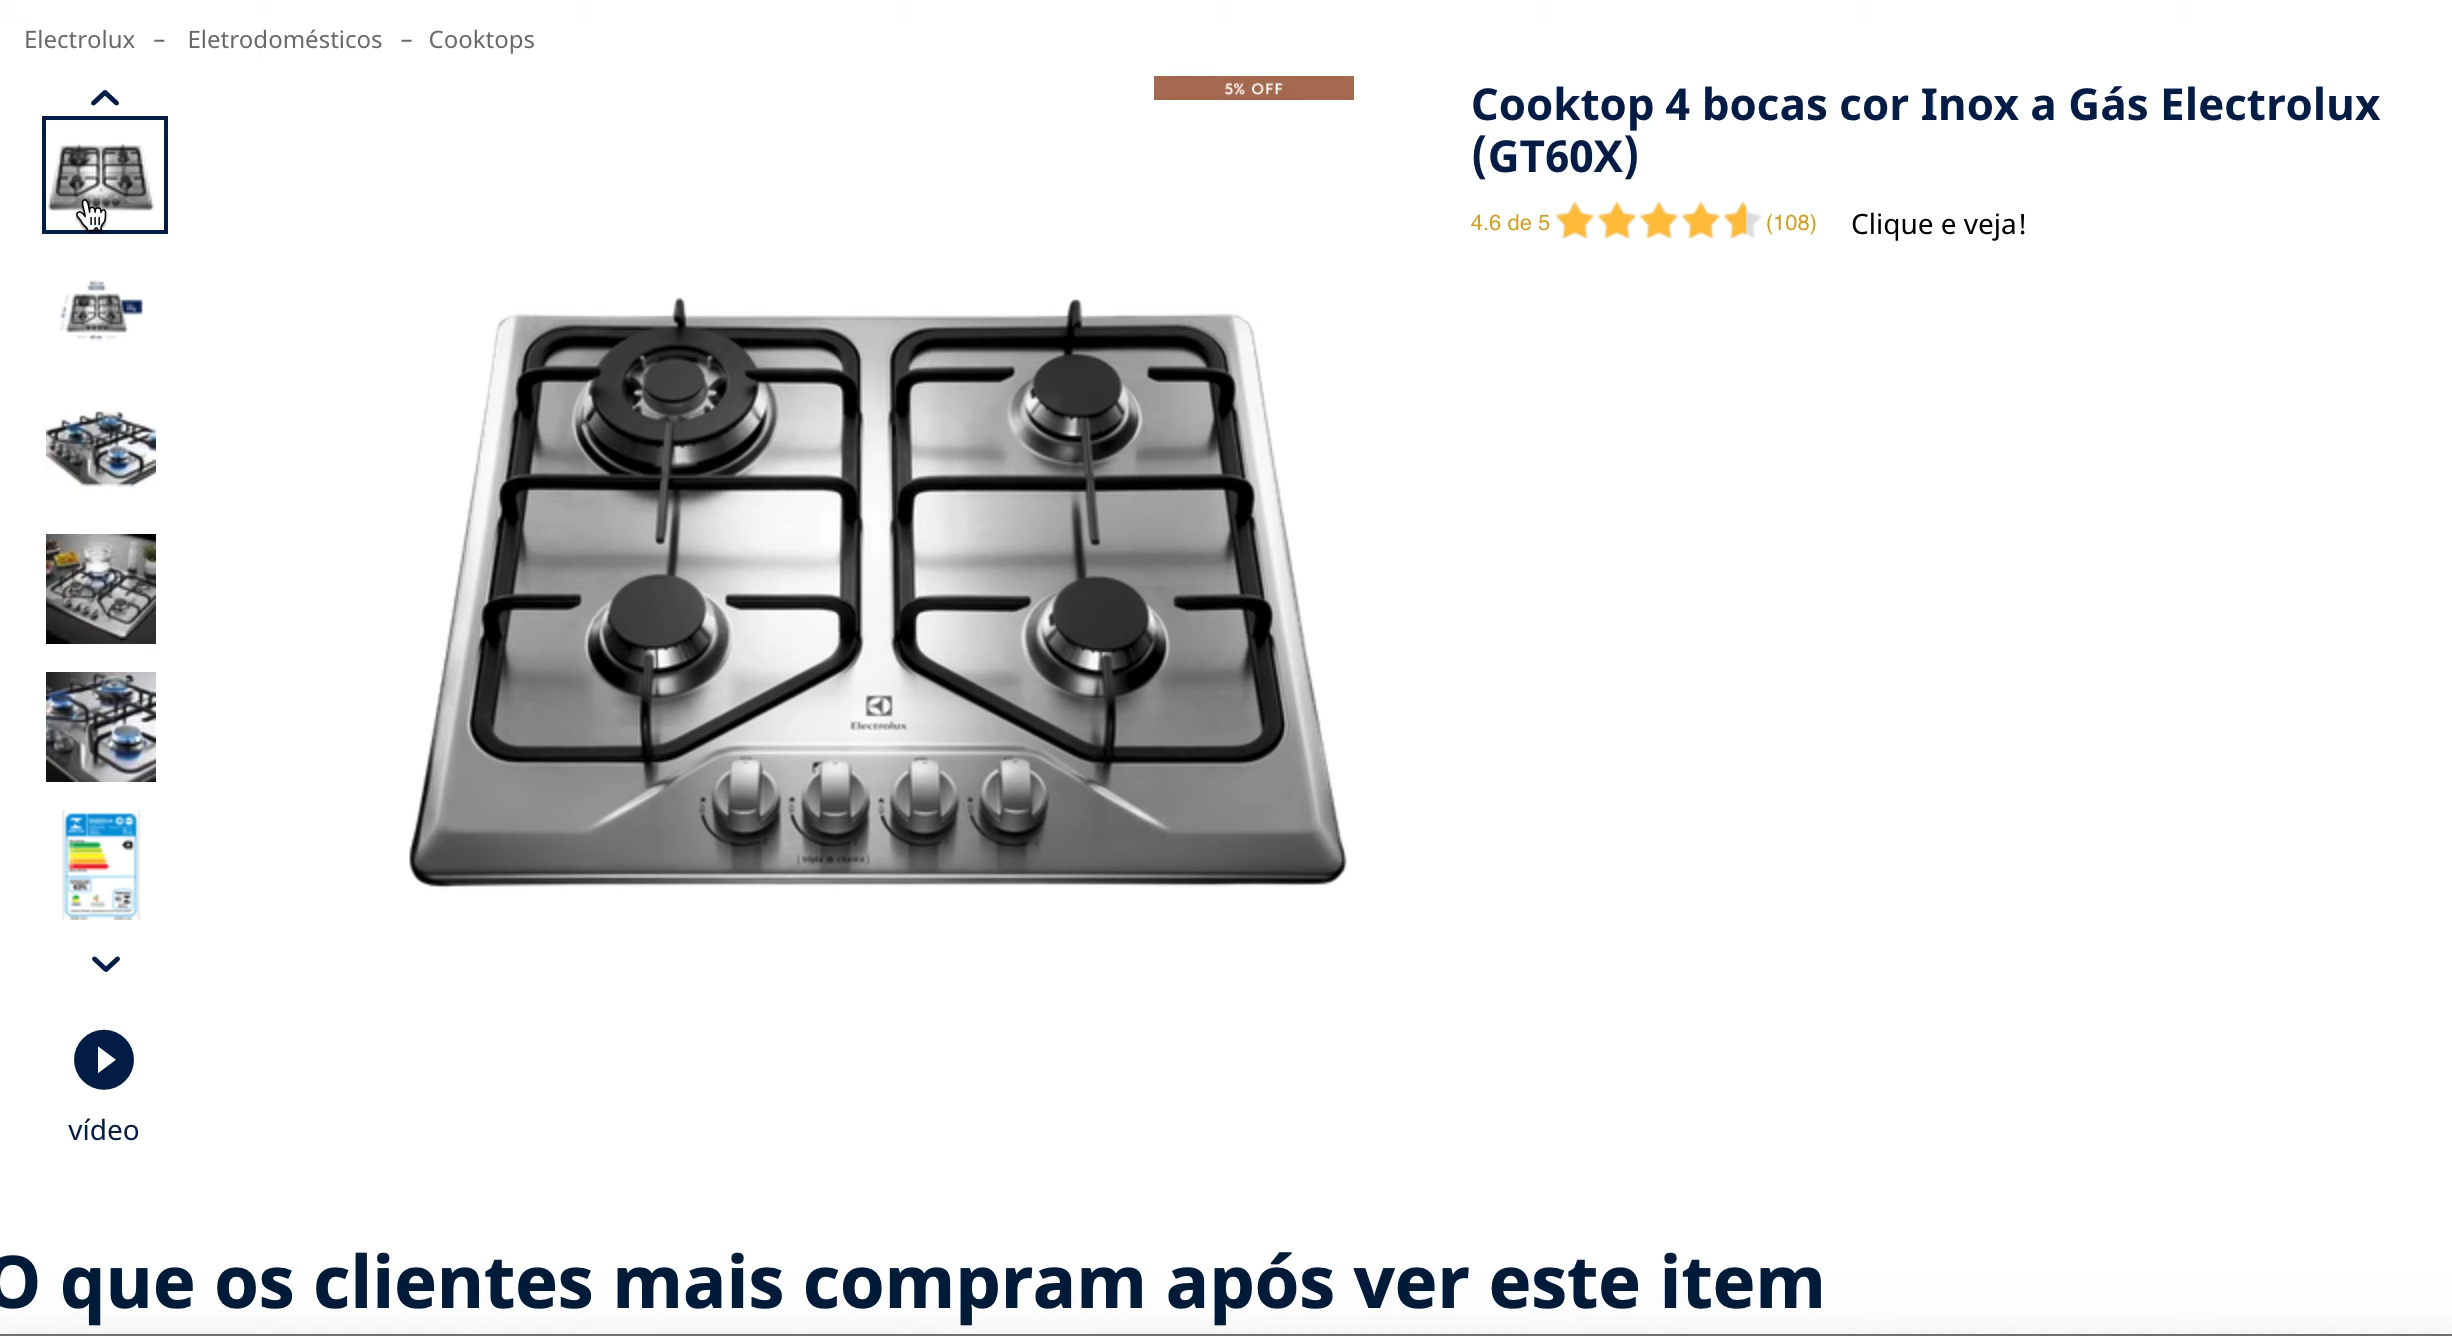 Electrolux – Eletrodomésticos – Cooktops
5% OFF
Cooktop 4 bocas cor Inox a Gás Electrolux
(GT60X)
4.6 de 5 (108) Clique e veja!
Electrolux
vídeo
O que os clientes mais compram após ver este item